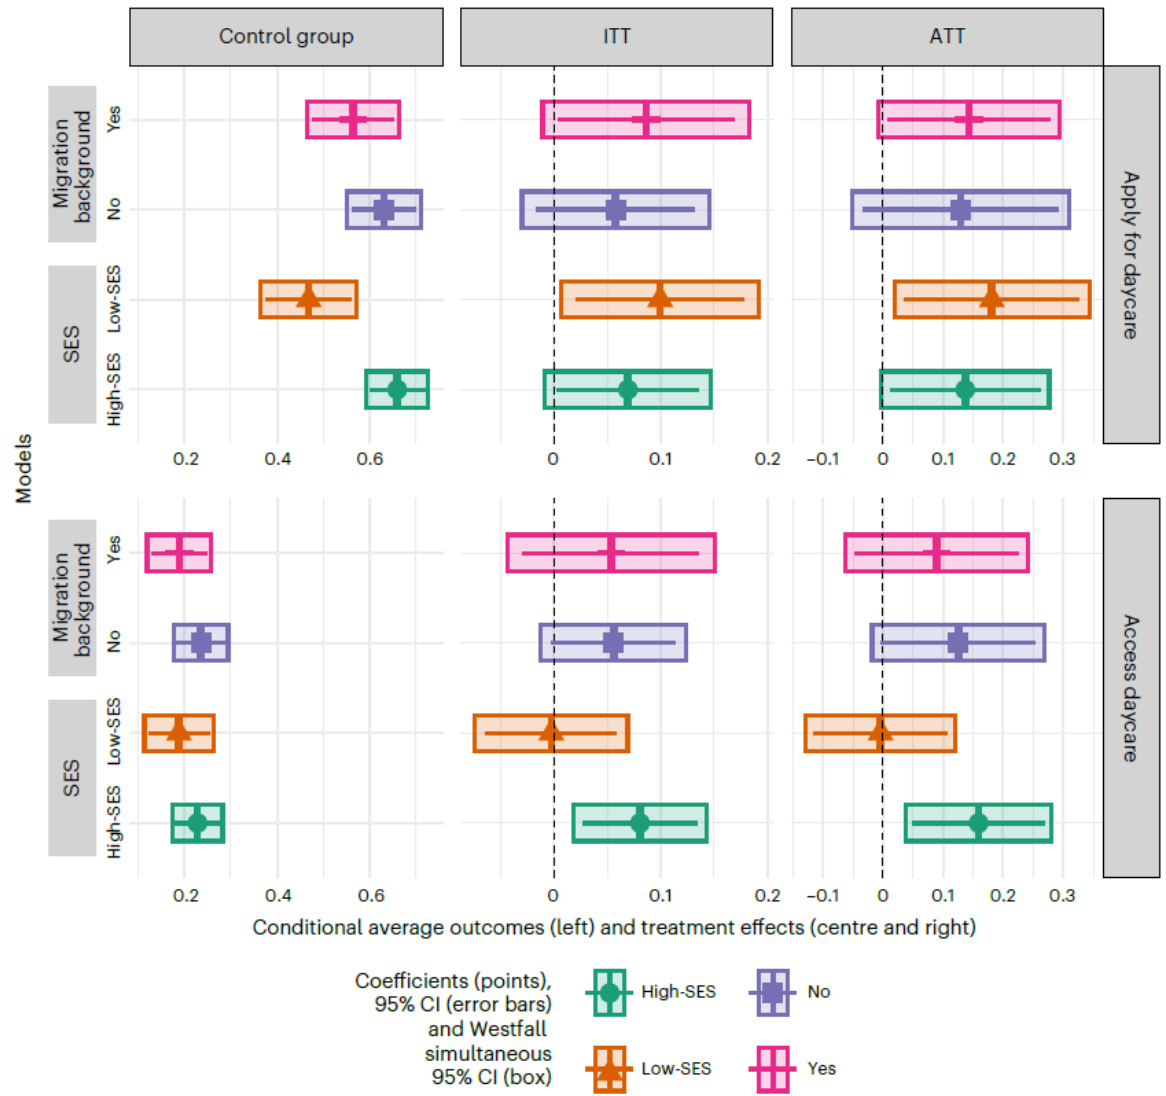 Control group
ITT
ATT
Migration
background
Yes
No
SES
Low-SES
High-SES
Apply for daycare
0.2
0.4
0.6
0
0.1
0.2
−0.1
0
0.1
0.2
0.3
Models
Migration
background
Yes
No
SES
Low-SES
High-SES
Access daycare
0.2
0.4
0.6
0
0.1
0.2
−0.1
0
0.1
0.2
0.3
Conditional average outcomes (left) and treatment effects (centre and right)
Coefficients (points),
95% CI (error bars)
and Westfall
simultaneous
95% CI (box)
High-SES
No
Low-SES
Yes